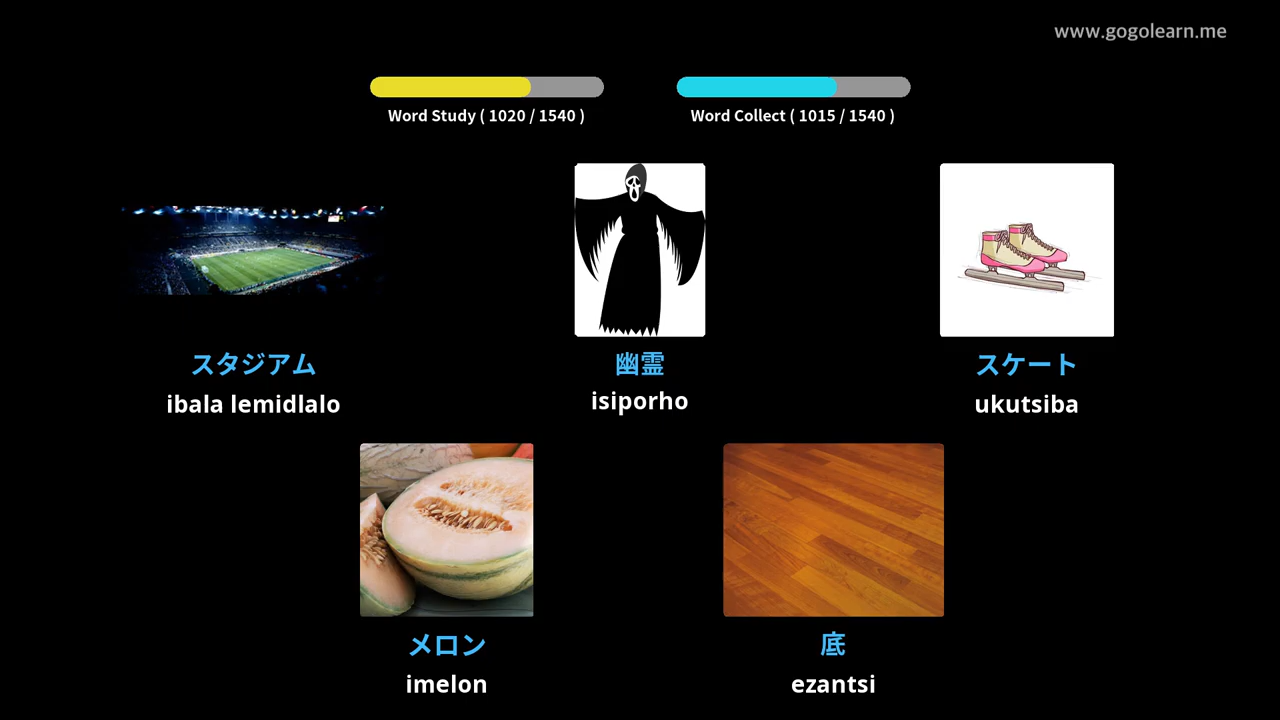 www.gogolearn.me
Word Study ( 1020 / 1540 )
Word Collect ( 1015 / 1540 )
スタジアム
ibala lemidlalo
幽霊
isiporho
スケート
ukutsiba
メロン
imelon
底
ezantsi